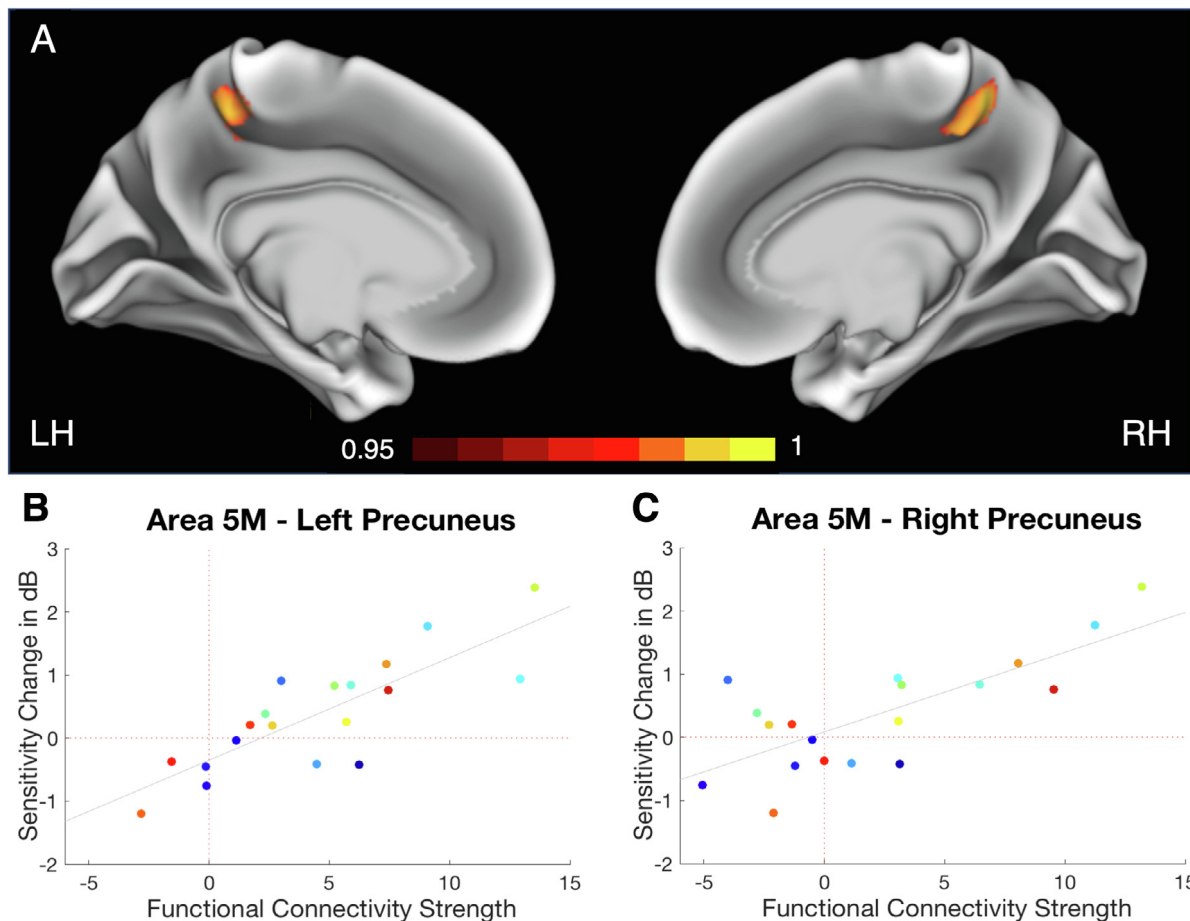 A
LH
RH
0.95
1
B
Area 5M - Left Precuneus
Sensitivity Change in dB
3
2
1
0
-1
-2
-5
0
5
10
15
Functional Connectivity Strength
C
Area 5M - Right Precuneus
Sensitivity Change in dB
3
2
1
0
-1
-2
-5
0
5
10
15
Functional Connectivity Strength